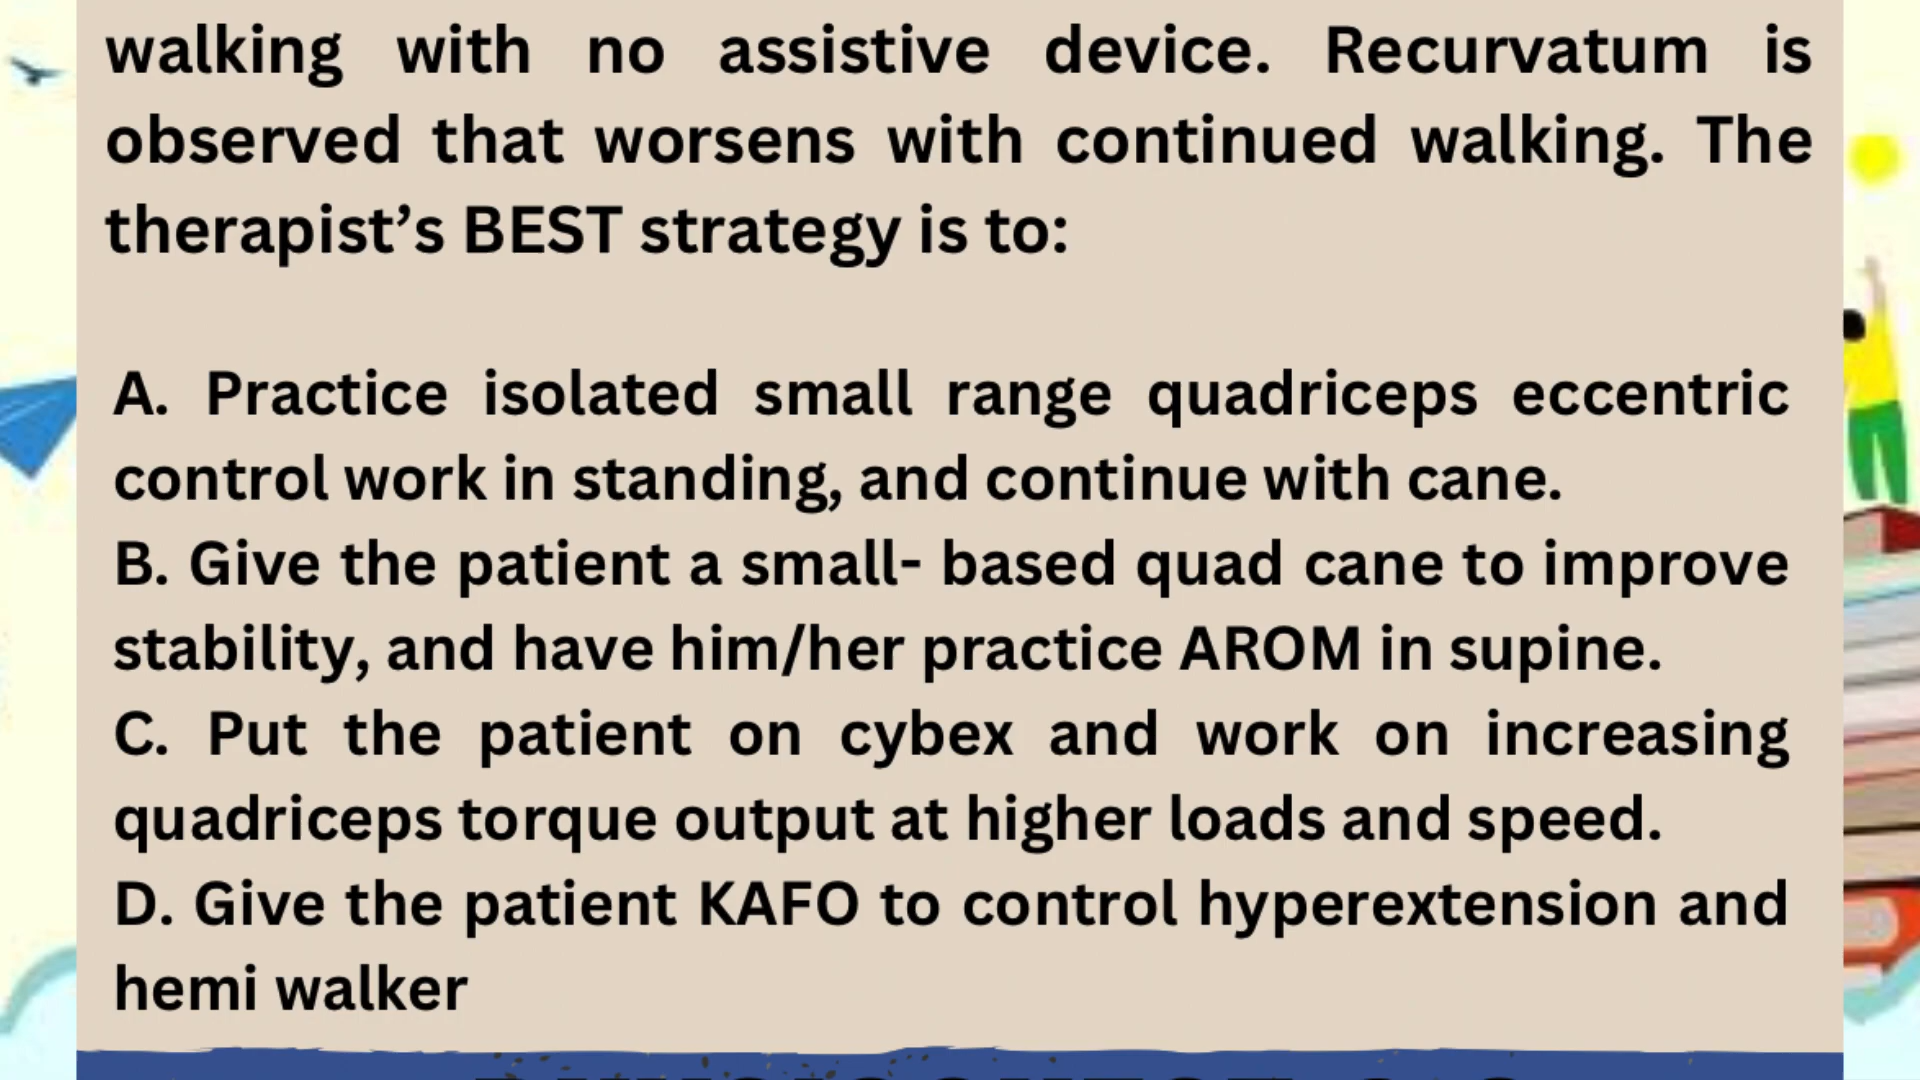 walking with no assistive device. Recurvatum is
observed that worsens with continued walking. The
therapist’s BEST strategy is to:
A. Practice isolated small range quadriceps eccentric
control work in standing, and continue with cane.
B. Give the patient a small- based quad cane to improve
stability, and have him/her practice AROM in supine.
C. Put the patient on cybex and work on increasing
quadriceps torque output at higher loads and speed.
D. Give the patient KAFO to control hyperextension and
hemi walker